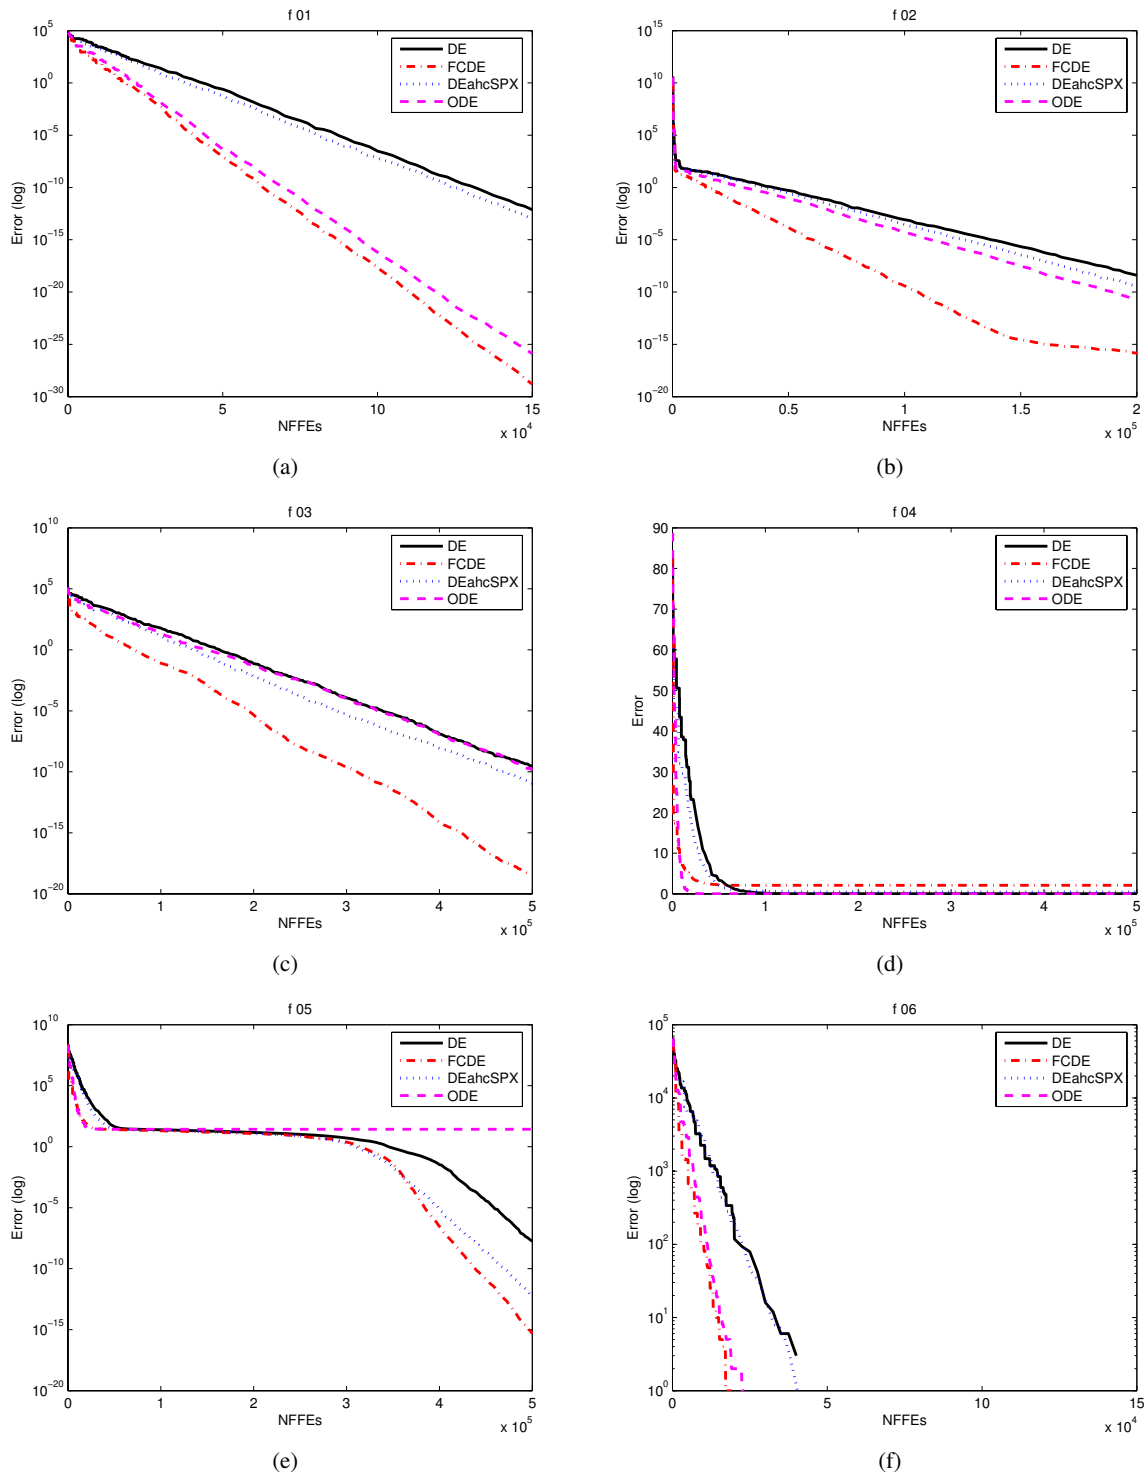 f 01
f 02
10^5
10^0
10^-5
10^-10
10^-15
10^-20
10^-25
10^-30
Error (log)
DE
FCDE
DEahcSPX
ODE
0
5
10
15
NFFEs
x 10^4
10^15
10^10
10^5
10^0
10^-5
10^-10
10^-15
10^-20
Error (log)
DE
FCDE
DEahcSPX
ODE
0
0.5
1
1.5
2
NFFEs
x 10^5
(a)
(b)
f 03
f 04
10^10
10^5
10^0
10^-5
10^-10
10^-15
10^-20
Error (log)
DE
FCDE
DEahcSPX
ODE
0
1
2
3
4
5
NFFEs
x 10^5
90
80
70
60
50
40
30
20
10
0
Error
DE
FCDE
DEahcSPX
ODE
0
1
2
3
4
5
NFFEs
x 10^5
(c)
(d)
f 05
f 06
10^10
10^5
10^0
10^-5
10^-10
10^-15
10^-20
Error (log)
DE
FCDE
DEahcSPX
ODE
0
1
2
3
4
5
NFFEs
x 10^5
10^5
10^4
10^3
10^2
10^1
10^0
Error (log)
DE
FCDE
DEahcSPX
ODE
0
5
10
15
NFFEs
x 10^4
(e)
(f)